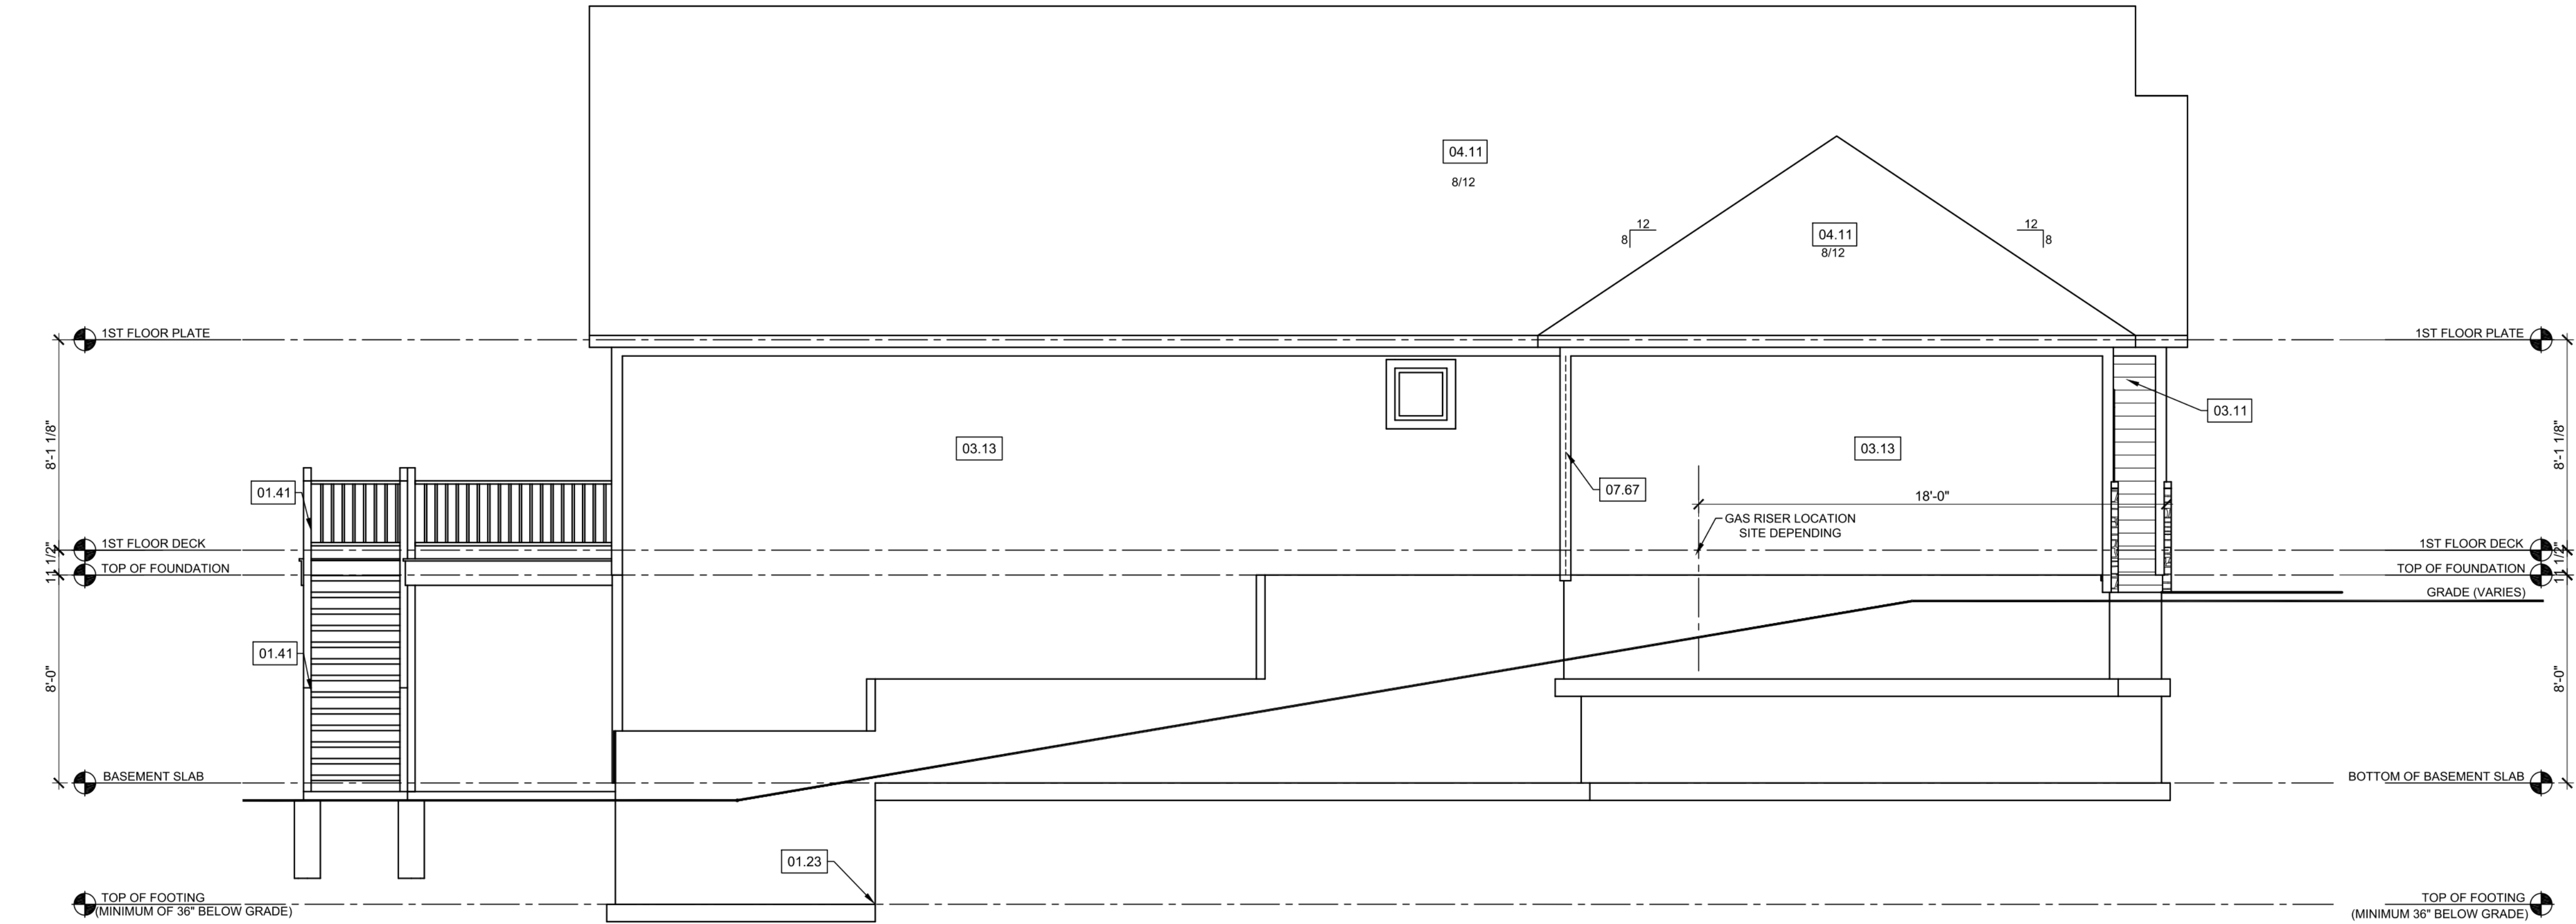 04.11
8/12
12
8
04.11
8/12
12
8
1ST FLOOR PLATE
1ST FLOOR PLATE
03.11
8'-1 1/8"
03.13
03.13
8'-1 1/8"
01.41
07.67
18'-0"
GAS RISER LOCATION
SITE DEPENDING
1ST FLOOR DECK
1ST FLOOR DECK
11 1/2"
11 1/2"
TOP OF FOUNDATION
TOP OF FOUNDATION
GRADE (VARIES)
01.41
8'-0"
8'-0"
BASEMENT SLAB
BOTTOM OF BASEMENT SLAB
01.23
TOP OF FOOTING
(MINIMUM OF 36" BELOW GRADE)
TOP OF FOOTING
(MINIMUM 36" BELOW GRADE)